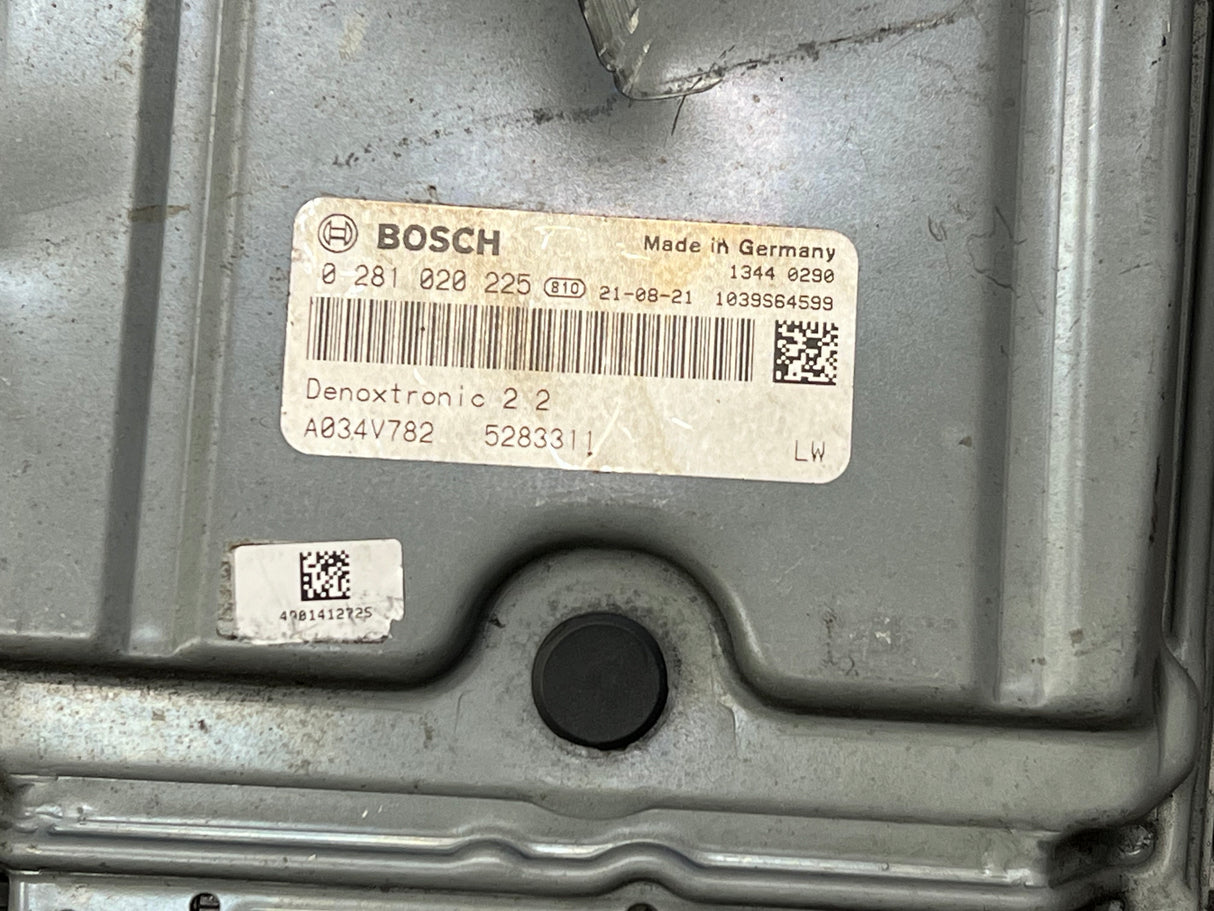 BOSCH
Made in Germany
1344 0290
0 281 020 225 810 21-08-21 1039S64599
Denoxtronic 2 2
A034V782 5283311
LW
4901412725